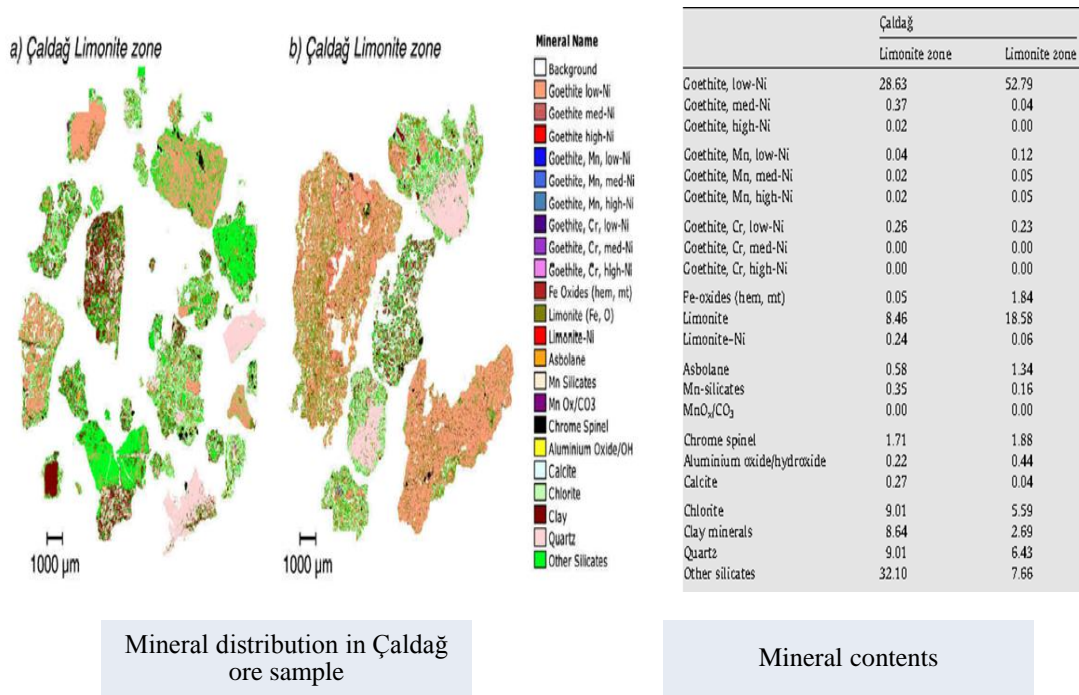 a) Çaldağ Limonite zone
b) Çaldağ Limonite zone
1000 µm
1000 µm
Mineral Name
Background
Goethite low-Ni
Goethite med-Ni
Goethite high-Ni
Goethite, Mn, low-Ni
Goethite, Mn, med-Ni
Goethite, Mn, high-Ni
Goethite, Cr, low-Ni
Goethite, Cr, med-Ni
Goethite, Cr, high-Ni
Fe Oxides (hem, mt)
Limonite (Fe, O)
Limonite-Ni
Asbolane
Mn Silicates
Mn Ox/CO3
Chrome Spinel
Aluminium Oxide/OH
Calcite
Chlorite
Clay
Quartz
Other Silicates
Çaldağ
Limonite zone Limonite zone
Goethite, low-Ni 28.63 52.79
Goethite, med-Ni 0.37 0.04
Goethite, high-Ni 0.02 0.00
Goethite, Mn, low-Ni 0.04 0.12
Goethite, Mn, med-Ni 0.02 0.05
Goethite, Mn, high-Ni 0.02 0.05
Goethite, Cr, low-Ni 0.26 0.23
Goethite, Cr, med-Ni 0.00 0.00
Goethite, Cr, high-Ni 0.00 0.00
Fe-oxides (hem, mt) 0.05 1.84
Limonite 8.46 18.58
Limonite-Ni 0.24 0.06
Asbolane 0.58 1.34
Mn-silicates 0.35 0.16
MnOₓ/CO₃ 0.00 0.00
Chrome spinel 1.71 1.88
Aluminium oxide/hydroxide 0.22 0.44
Calcite 0.27 0.04
Chlorite 9.01 5.59
Clay minerals 8.64 2.69
Quartz 9.01 6.43
Other silicates 32.10 7.66
Mineral distribution in Çaldağ
ore sample
Mineral contents